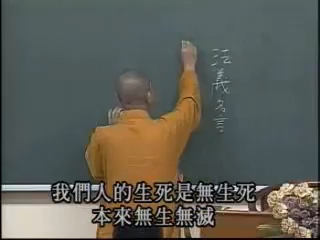 法義名言
我們人的生死是無生死
本來無生無滅